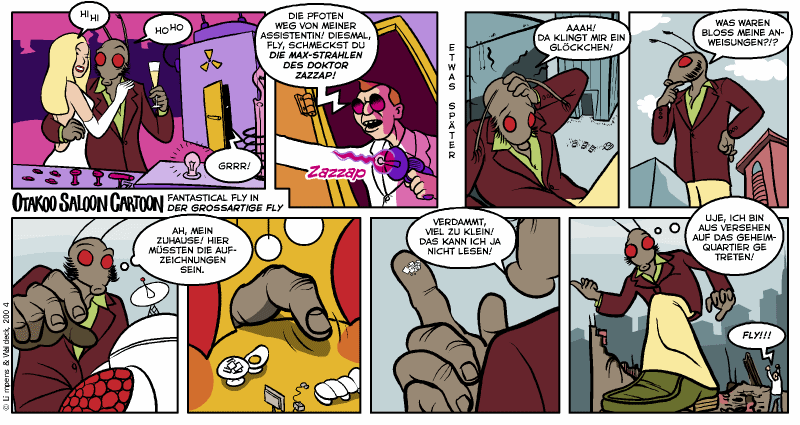 HI
HI
HO HO
GRRR!
DIE PFOTEN
WEG VON MEINER
ASSISTENTIN! DIESMAL,
FLY, SCHMECKST DU
DIE MAX-STRAHLEN
DES DOKTOR
ZAZZAP!
Zazzap
ETWAS SPÄTER
AAAH!
DA KLINGT MIR EIN
GLÖCKCHEN!
WAS WAREN
BLOSS MEINE AN-
WEISUNGEN?!?
OTAKOO SALOON CARTOON
FANTASTICAL FLY IN
DER GROSSARTIGE FLY
AH, MEIN
ZUHAUSE! HIER
MÜSSTEN DIE AUF-
ZEICHNUNGEN
SEIN.
VERDAMMT,
VIEL ZU KLEIN!
DAS KANN ICH JA
NICHT LESEN!
UJE, ICH BIN
AUS VERSEHEN
AUF DAS GEHEIM-
QUARTIER GE
TRETEN!
FLY!!!